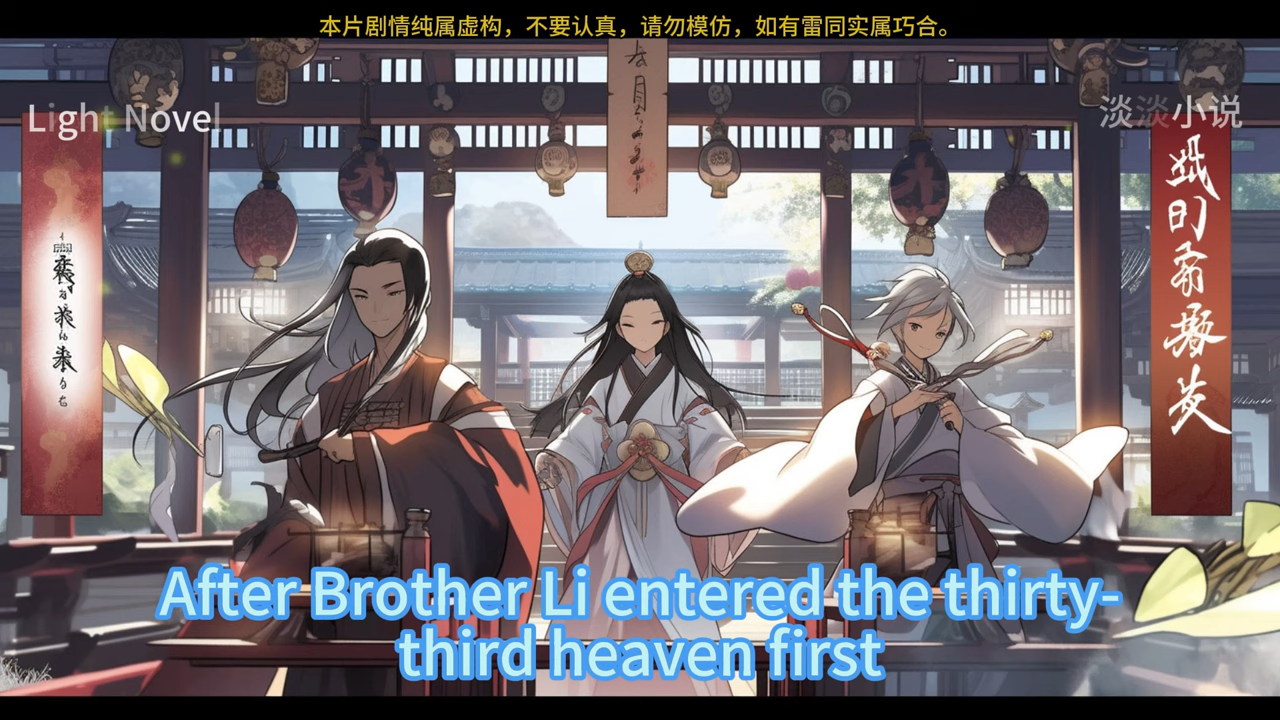 本片剧情纯属虚构，不要认真，请勿模仿，如有雷同实属巧合。
Light Novel
淡淡小说
After Brother Li entered the thirty-
third heaven first